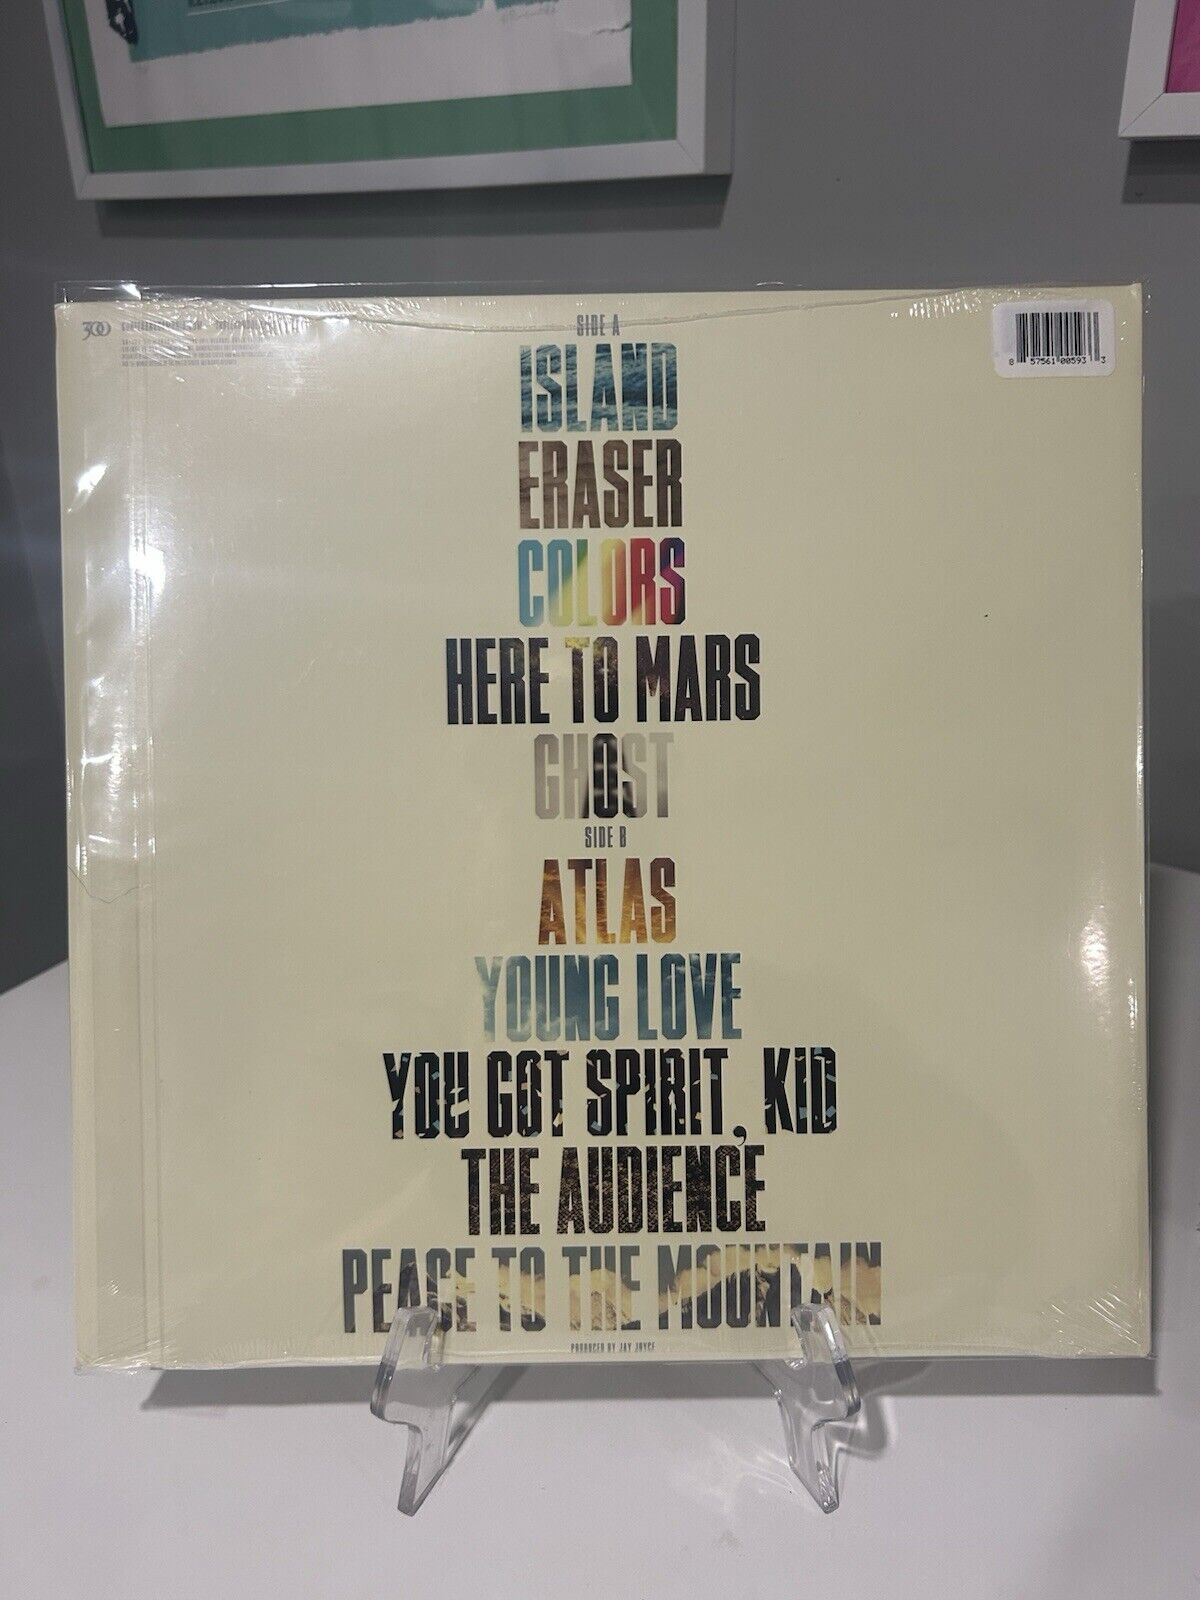 300
SIDE A
ISLAND
ERASER
COLORS
HERE TO MARS
GHOST
SIDE B
ATLAS
YOUNG LOVE
YOU GOT SPIRIT, KID
THE AUDIENCE
PEACE TO THE MOUNTAIN
PRODUCED BY JAY JOYCE
8 57561 00593 3